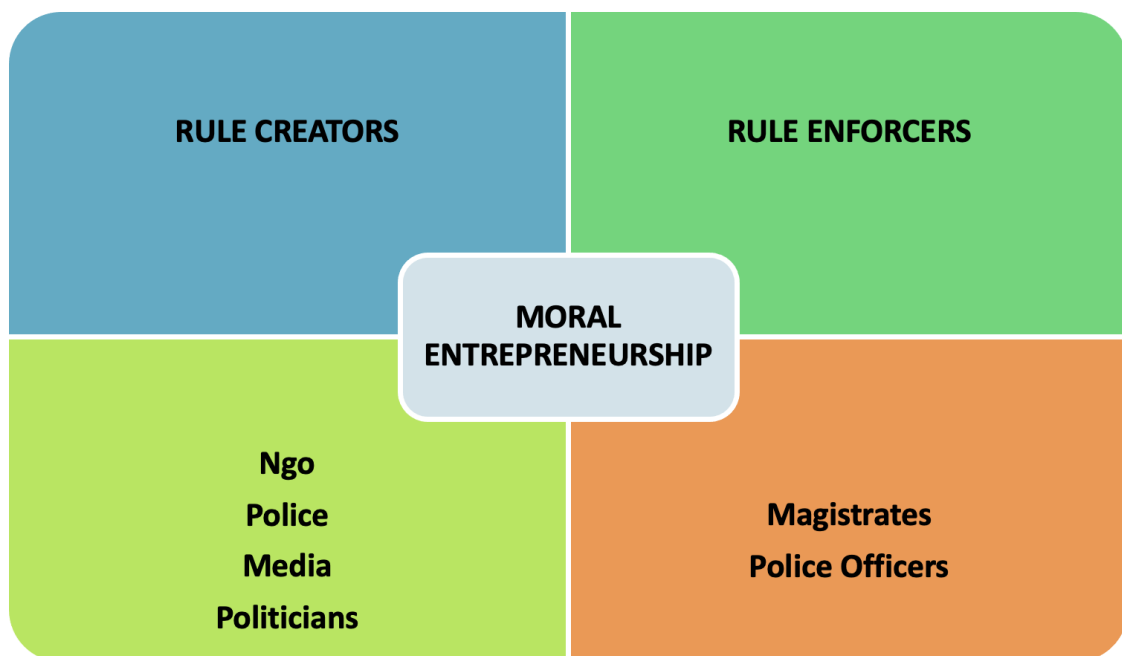 RULE CREATORS
RULE ENFORCERS
MORAL
ENTREPRENEURSHIP
Ngo
Police
Media
Politicians
Magistrates
Police Officers